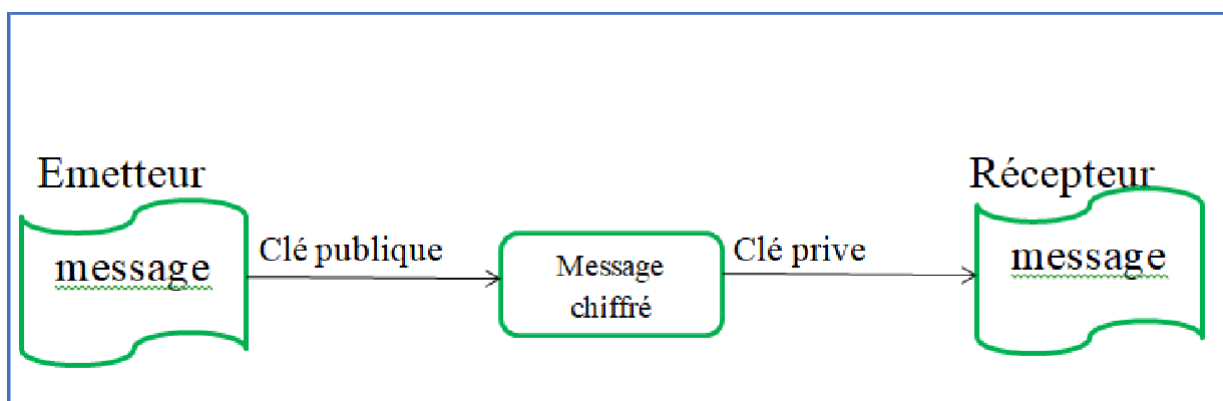 Emetteur
Récepteur
message
Clé publique
Message
chiffré
Clé prive
message